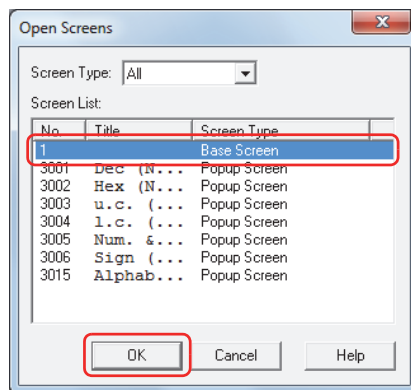 Open Screens
Screen Type: All
Screen List:
No. Title Screen Type
1 Base Screen
3001 Dec (N... Popup Screen
3002 Hex (N... Popup Screen
3003 u.c. (... Popup Screen
3004 l.c. (... Popup Screen
3005 Num. &... Popup Screen
3006 Sign (... Popup Screen
3015 Alphab... Popup Screen
OK Cancel Help